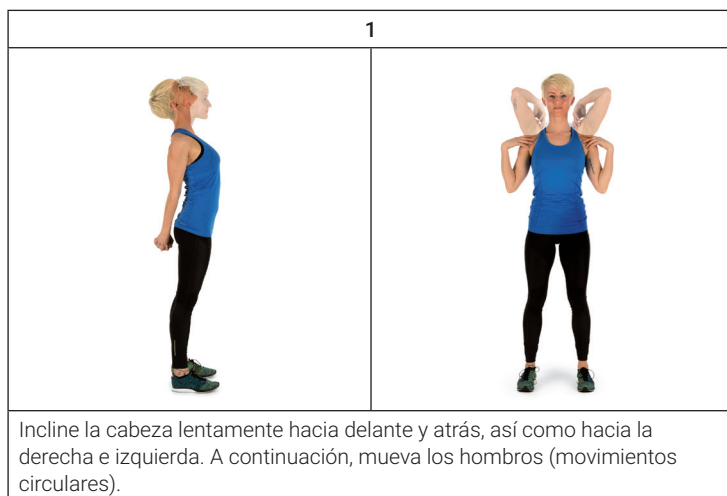 1
Incline la cabeza lentamente hacia delante y atrás, así como hacia la
derecha e izquierda. A continuación, mueva los hombros (movimientos
circulares).